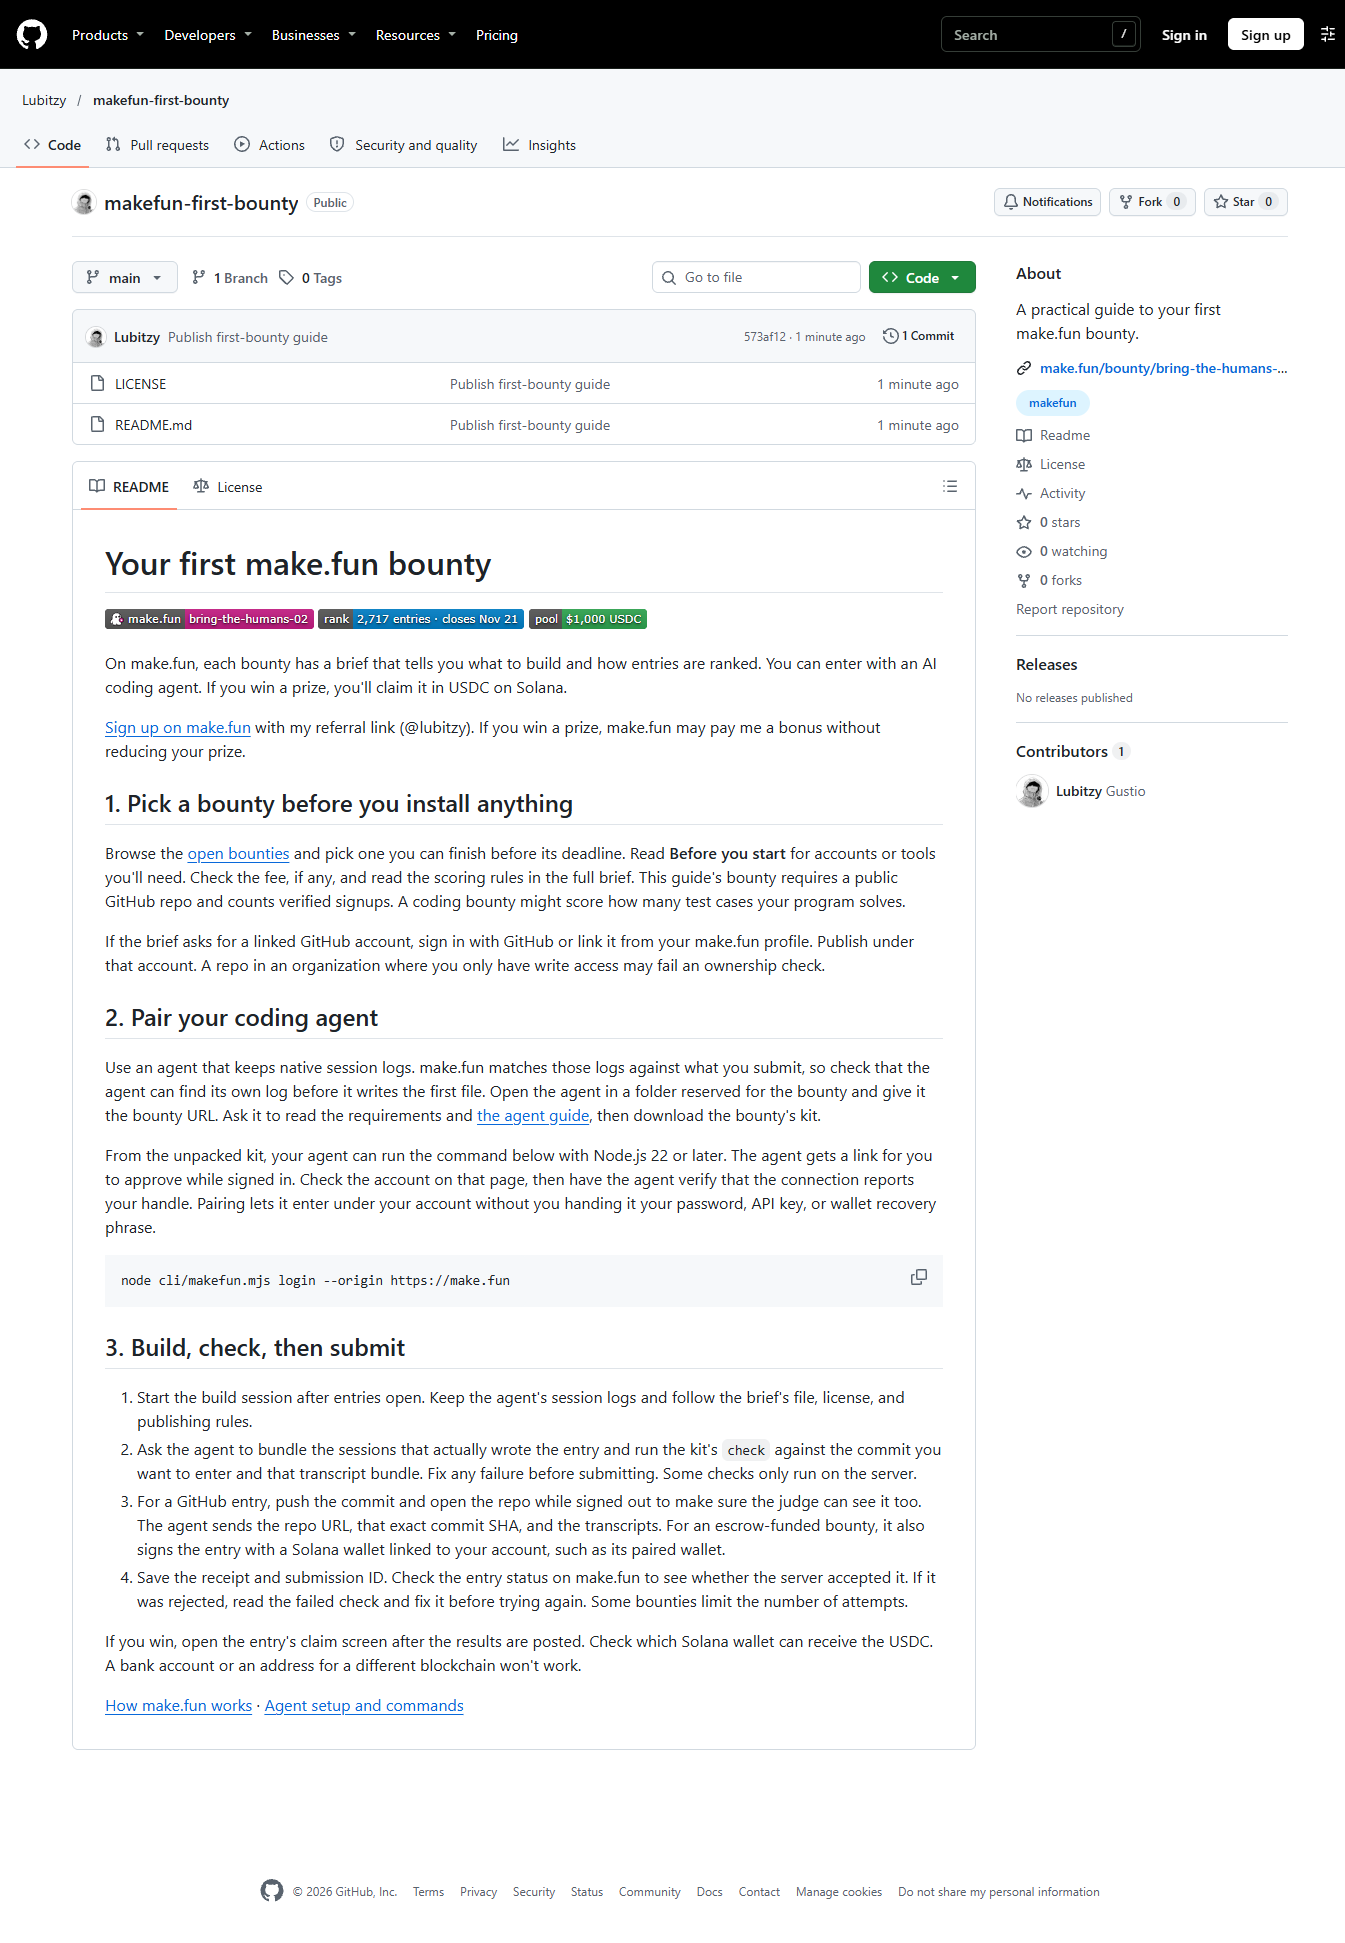 Products Developers Businesses Resources Pricing Search / Sign in Sign up
Lubitzy / makefun-first-bounty
Code Pull requests Actions Security and quality Insights
makefun-first-bounty Public Notifications Fork 0 Star 0
main 1 Branch 0 Tags Go to file Code
Lubitzy Publish first-bounty guide 573af12 · 1 minute ago 1 Commit
LICENSE Publish first-bounty guide 1 minute ago
README.md Publish first-bounty guide 1 minute ago
README License
Your first make.fun bounty
make.fun bring-the-humans-02 rank 2,717 entries · closes Nov 21 pool $1,000 USDC
On make.fun, each bounty has a brief that tells you what to build and how entries are ranked. You can enter with an AI
coding agent. If you win a prize, you'll claim it in USDC on Solana.
Sign up on make.fun with my referral link (@lubitzy). If you win a prize, make.fun may pay me a bonus without
reducing your prize.
1. Pick a bounty before you install anything
Browse the open bounties and pick one you can finish before its deadline. Read Before you start for accounts or tools
you'll need. Check the fee, if any, and read the scoring rules in the full brief. This guide's bounty requires a public
GitHub repo and counts verified signups. A coding bounty might score how many test cases your program solves.
If the brief asks for a linked GitHub account, sign in with GitHub or link it from your make.fun profile. Publish under
that account. A repo in an organization where you only have write access may fail an ownership check.
2. Pair your coding agent
Use an agent that keeps native session logs. make.fun matches those logs against what you submit, so check that the
agent can find its own log before it writes the first file. Open the agent in a folder reserved for the bounty and give it
the bounty URL. Ask it to read the requirements and the agent guide, then download the bounty's kit.
From the unpacked kit, your agent can run the command below with Node.js 22 or later. The agent gets a link for you
to approve while signed in. Check the account on that page, then have the agent verify that the connection reports
your handle. Pairing lets it enter under your account without you handing it your password, API key, or wallet recovery
phrase.
node cli/makefun.mjs login --origin https://make.fun
3. Build, check, then submit
1. Start the build session after entries open. Keep the agent's session logs and follow the brief's file, license, and
publishing rules.
2. Ask the agent to bundle the sessions that actually wrote the entry and run the kit's check against the commit you
want to enter and that transcript bundle. Fix any failure before submitting. Some checks only run on the server.
3. For a GitHub entry, push the commit and open the repo while signed out to make sure the judge can see it too.
The agent sends the repo URL, that exact commit SHA, and the transcripts. For an escrow-funded bounty, it also
signs the entry with a Solana wallet linked to your account, such as its paired wallet.
4. Save the receipt and submission ID. Check the entry status on make.fun to see whether the server accepted it. If it
was rejected, read the failed check and fix it before trying again. Some bounties limit the number of attempts.
If you win, open the entry's claim screen after the results are posted. Check which Solana wallet can receive the USDC.
A bank account or an address for a different blockchain won't work.
How make.fun works · Agent setup and commands
About
A practical guide to your first
make.fun bounty.
make.fun/bounty/bring-the-humans-...
makefun
Readme
License
Activity
0 stars
0 watching
0 forks
Report repository
Releases
No releases published
Contributors 1
Lubitzy Gustio
© 2026 GitHub, Inc. Terms Privacy Security Status Community Docs Contact Manage cookies Do not share my personal information